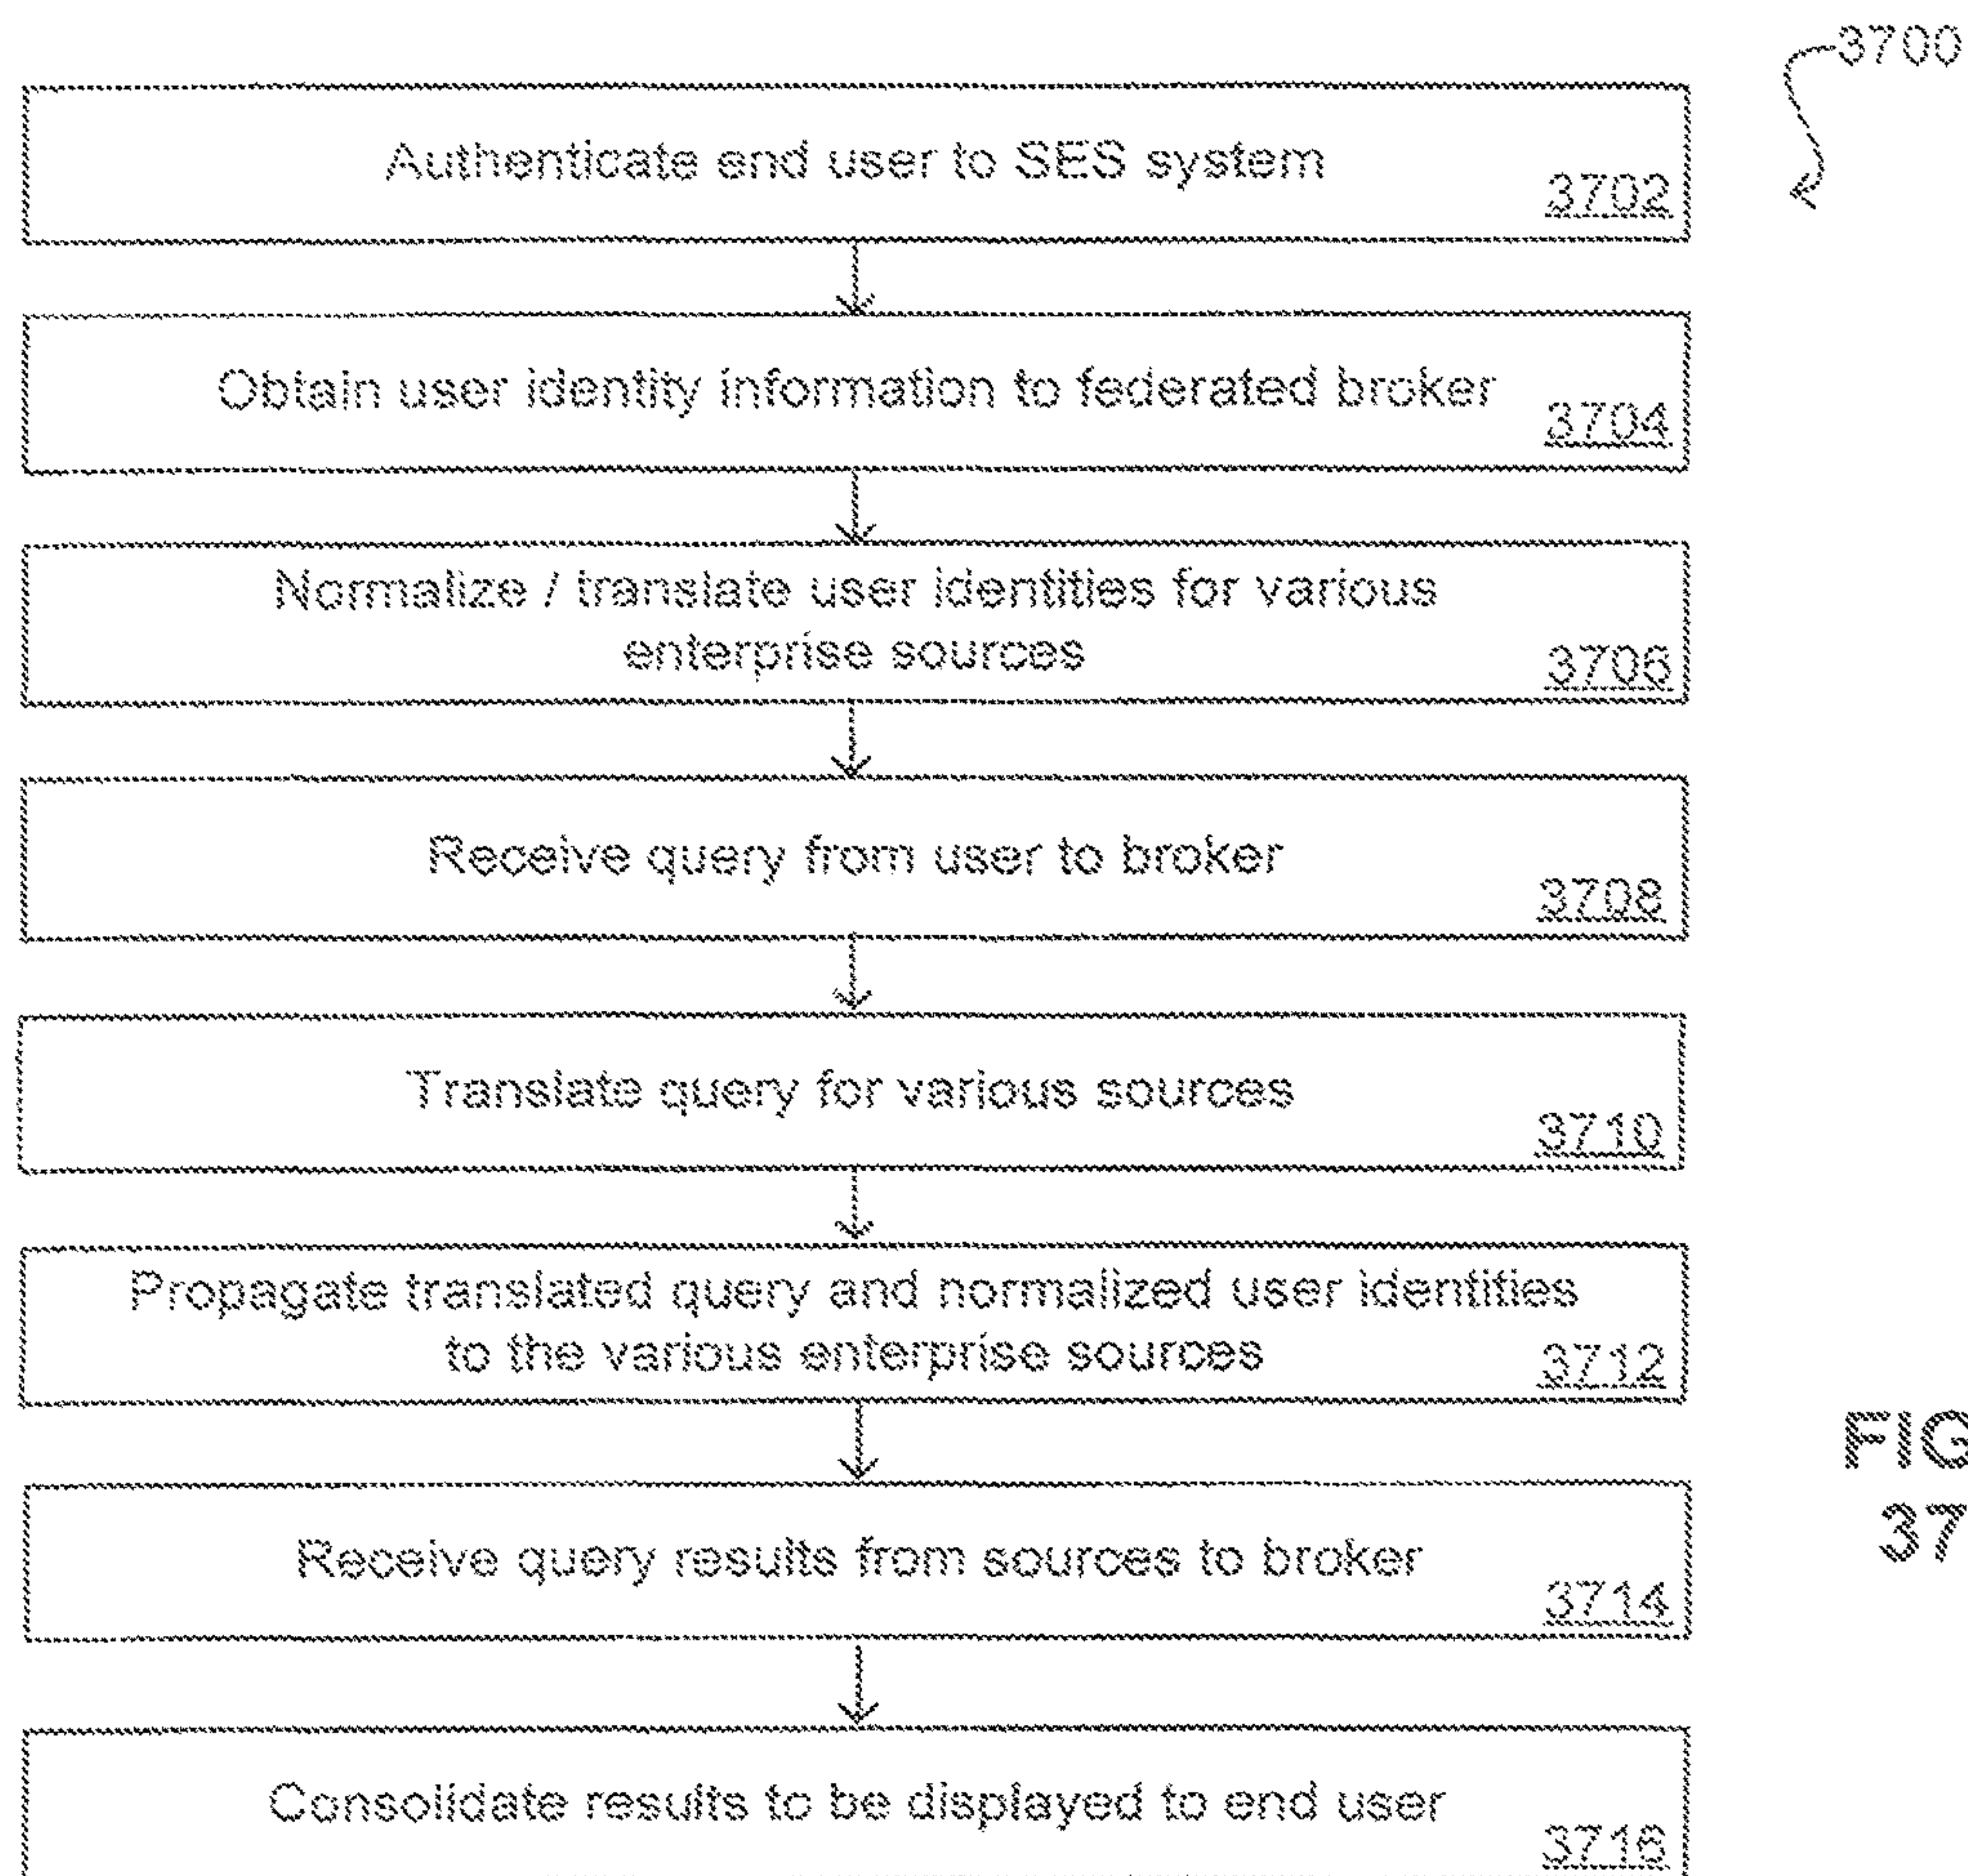 3700
Authenticate end user to SES system
3702
Obtain user identity information to federated broker
3704
Normalize / translate user identities for various
enterprise sources
3706
Receive query from user to broker
3708
Translate query for various sources
3710
Propagate translated query and normalized user identities
to the various enterprise sources
3712
FIG
37
Receive query results from sources to broker
3714
Consolidate results to be displayed to end user
3716